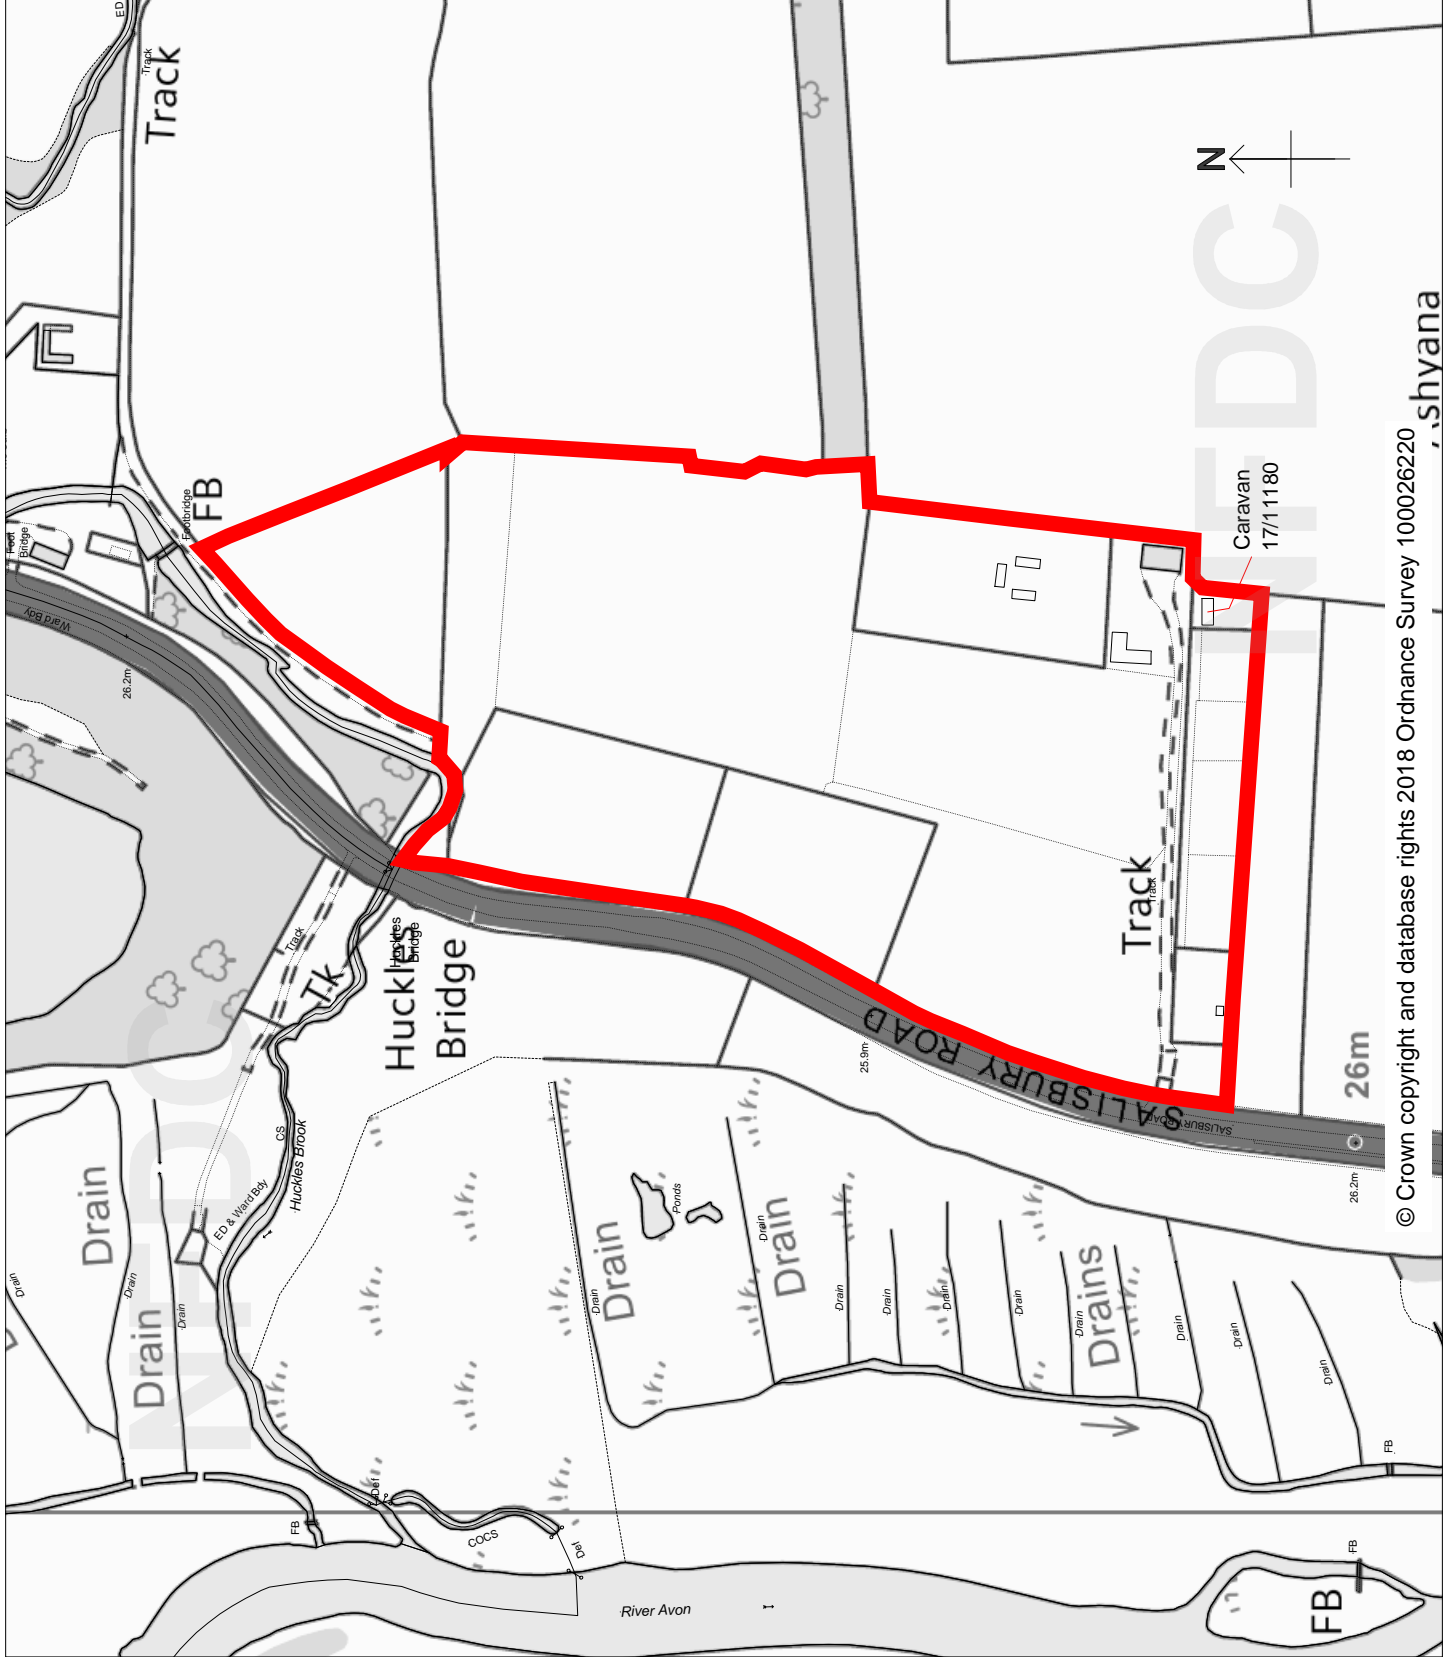 ED
Track
Track
Footbridge
FB
Foot
Bridge
Ward Bdy
26.2m
N
NFDC
Caravan
17/11180
Ashyana
© Crown copyright and database rights 2018 Ordnance Survey 100026220
Track
Track
Huckles
Bridge
Huckles
Bridge
Track
Tk
SALISBURY ROAD
SALISBURY ROAD
25.9m
26m
26.2m
NFDC
CS
Huckles Brook
ED & Ward Bdy
Drain
Drain
Drain
Drain
Drain
Ponds
Drain
Drain
Drain
Drain
Drain
Drain
Drain
Drain
Drain
Drains
Drain
Drain
Drain
FB
Def
COCS
Def
River Avon
FB
FB
FB